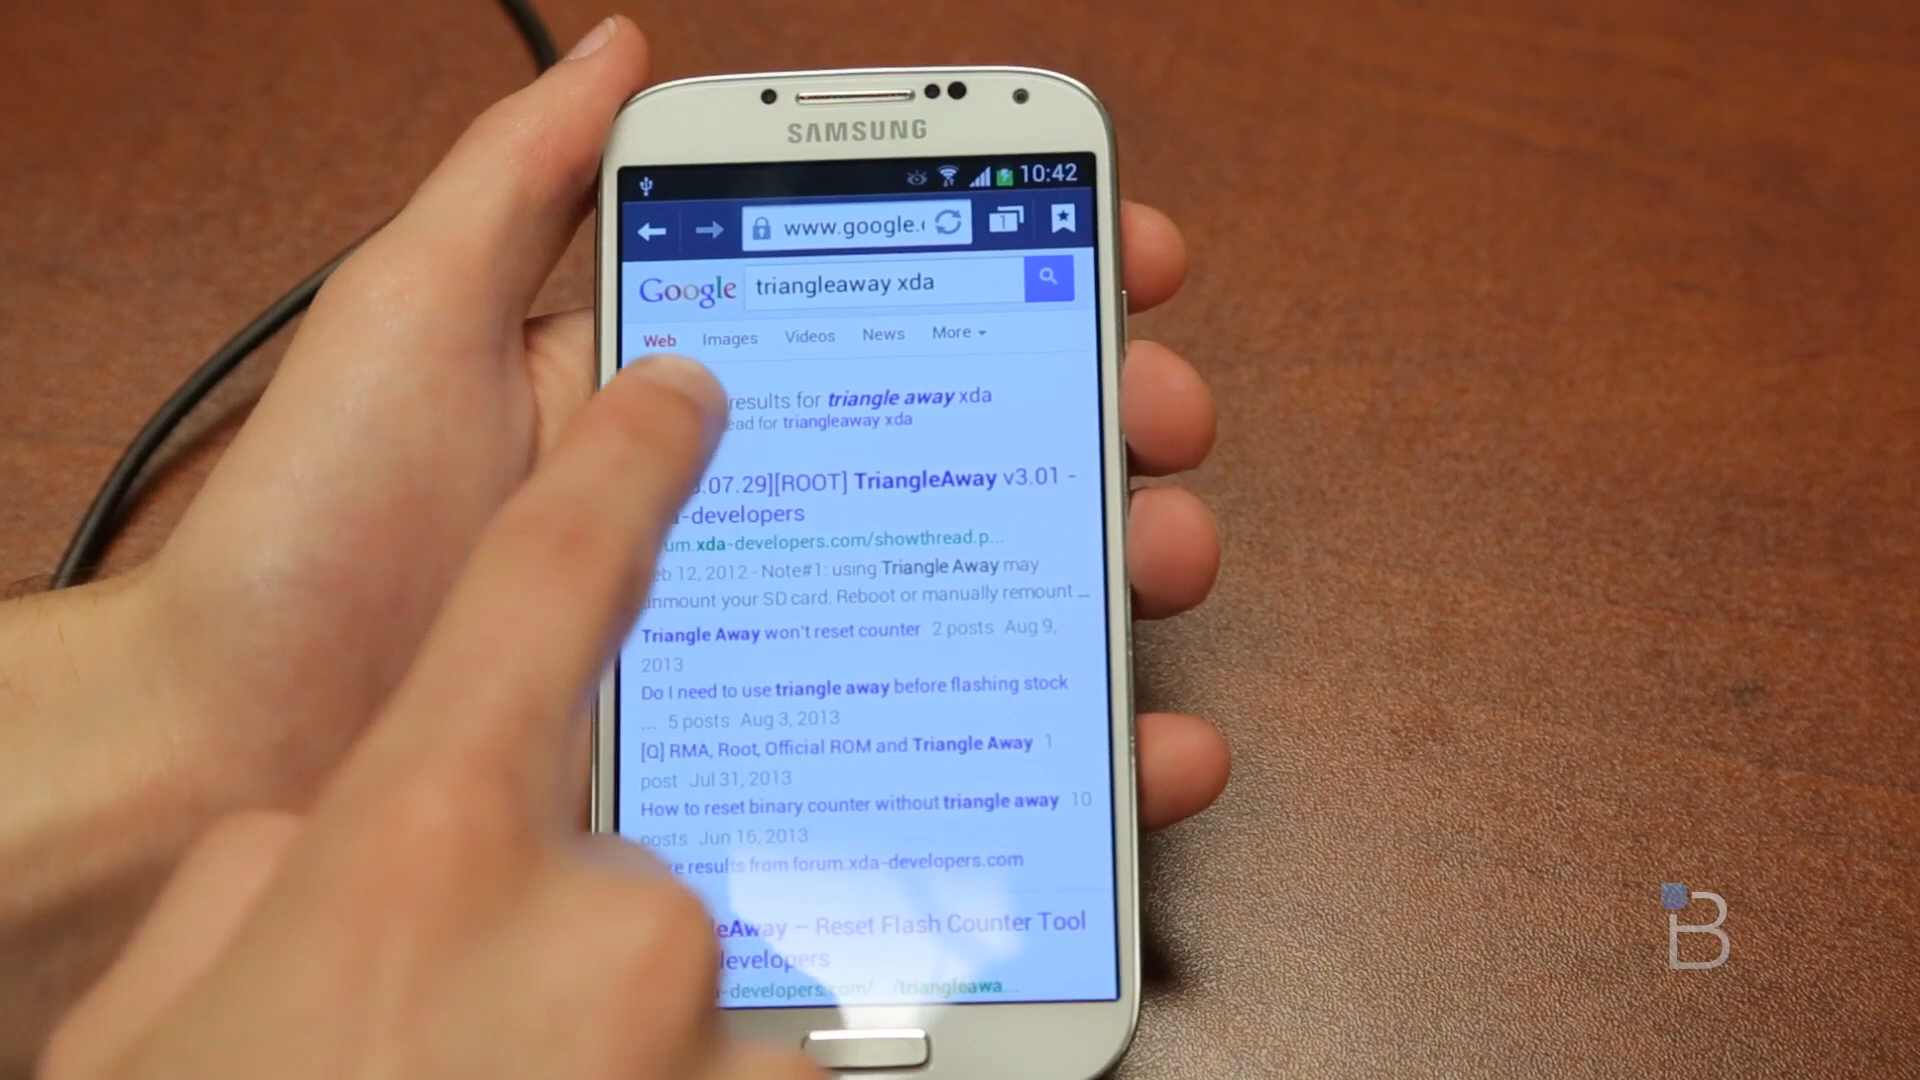 SAMSUNG
10:42
www.google.
1
Google triangleaway xda
Web Images Videos News More
results for triangle away xda
for triangleaway xda
.07.29][ROOT] TriangleAway v3.01 -
-developers
.xda-developers.com/showthread.p...
12, 2012 - Note#1: using Triangle Away may
your SD card. Reboot or manually remount ...
Triangle Away won't reset counter 2 posts Aug 9,
2013
Do I need to use triangle away before flashing stock
... 5 posts Aug 3, 2013
[Q] RMA, Root, Official ROM and Triangle Away 1
post Jul 31, 2013
How to reset binary counter without triangle away 10
posts Jun 16, 2013
results from forum.xda-developers.com
eAway – Reset Flash Counter Tool
developers
-developers.com/ /triangleawa...
B